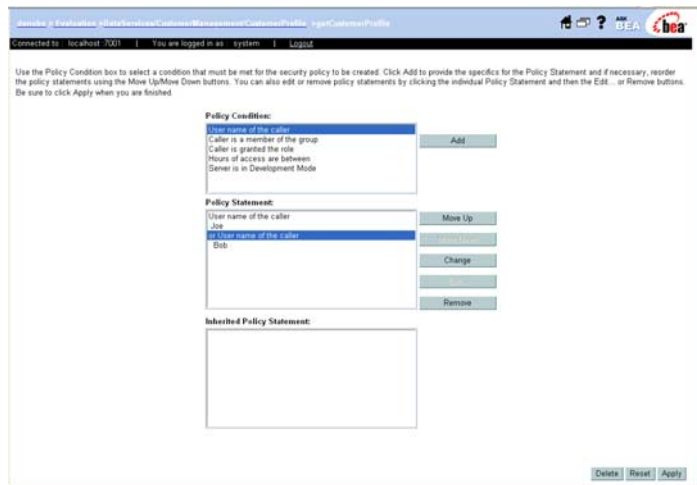 ASK BEA
bea
Connected to : localhost :7001 | You are logged in as : system | Logout
Use the Policy Condition box to select a condition that must be met for the security policy to be created. Click Add to provide the specifics for the Policy Statement and if necessary, reorder
the policy statements using the Move Up/Move Down buttons. You can also edit or remove policy statements by clicking the individual Policy Statement and then the Edit... or Remove buttons.
Be sure to click Apply when you are finished.
Policy Condition:
User name of the caller
Caller is a member of the group
Caller is granted the role
Hours of access are between
Server is in Development Mode
Add
Policy Statement:
User name of the caller
Joe
or User name of the caller
Bob
Move Up
Change
Remove
Inherited Policy Statement:
Delete Reset Apply